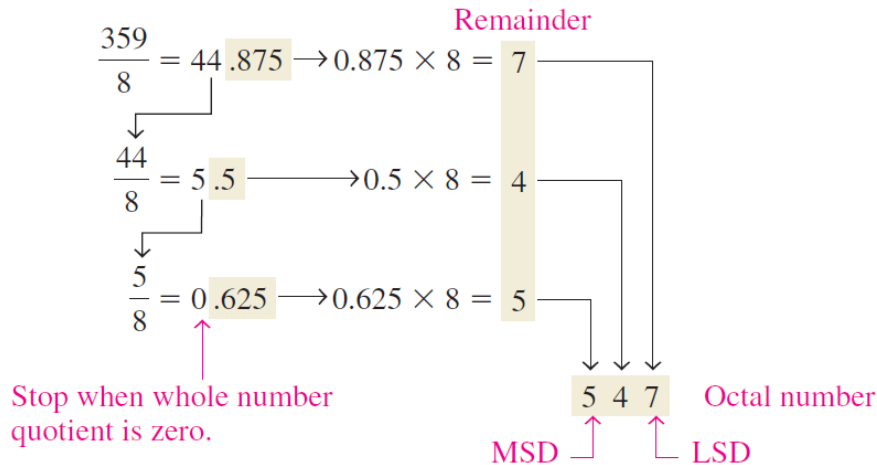 Remainder
359/8 = 44.875 → 0.875 × 8 = 7
44/8 = 5.5 → 0.5 × 8 = 4
5/8 = 0.625 → 0.625 × 8 = 5
Stop when whole number
quotient is zero.
5 4 7 Octal number
MSD LSD